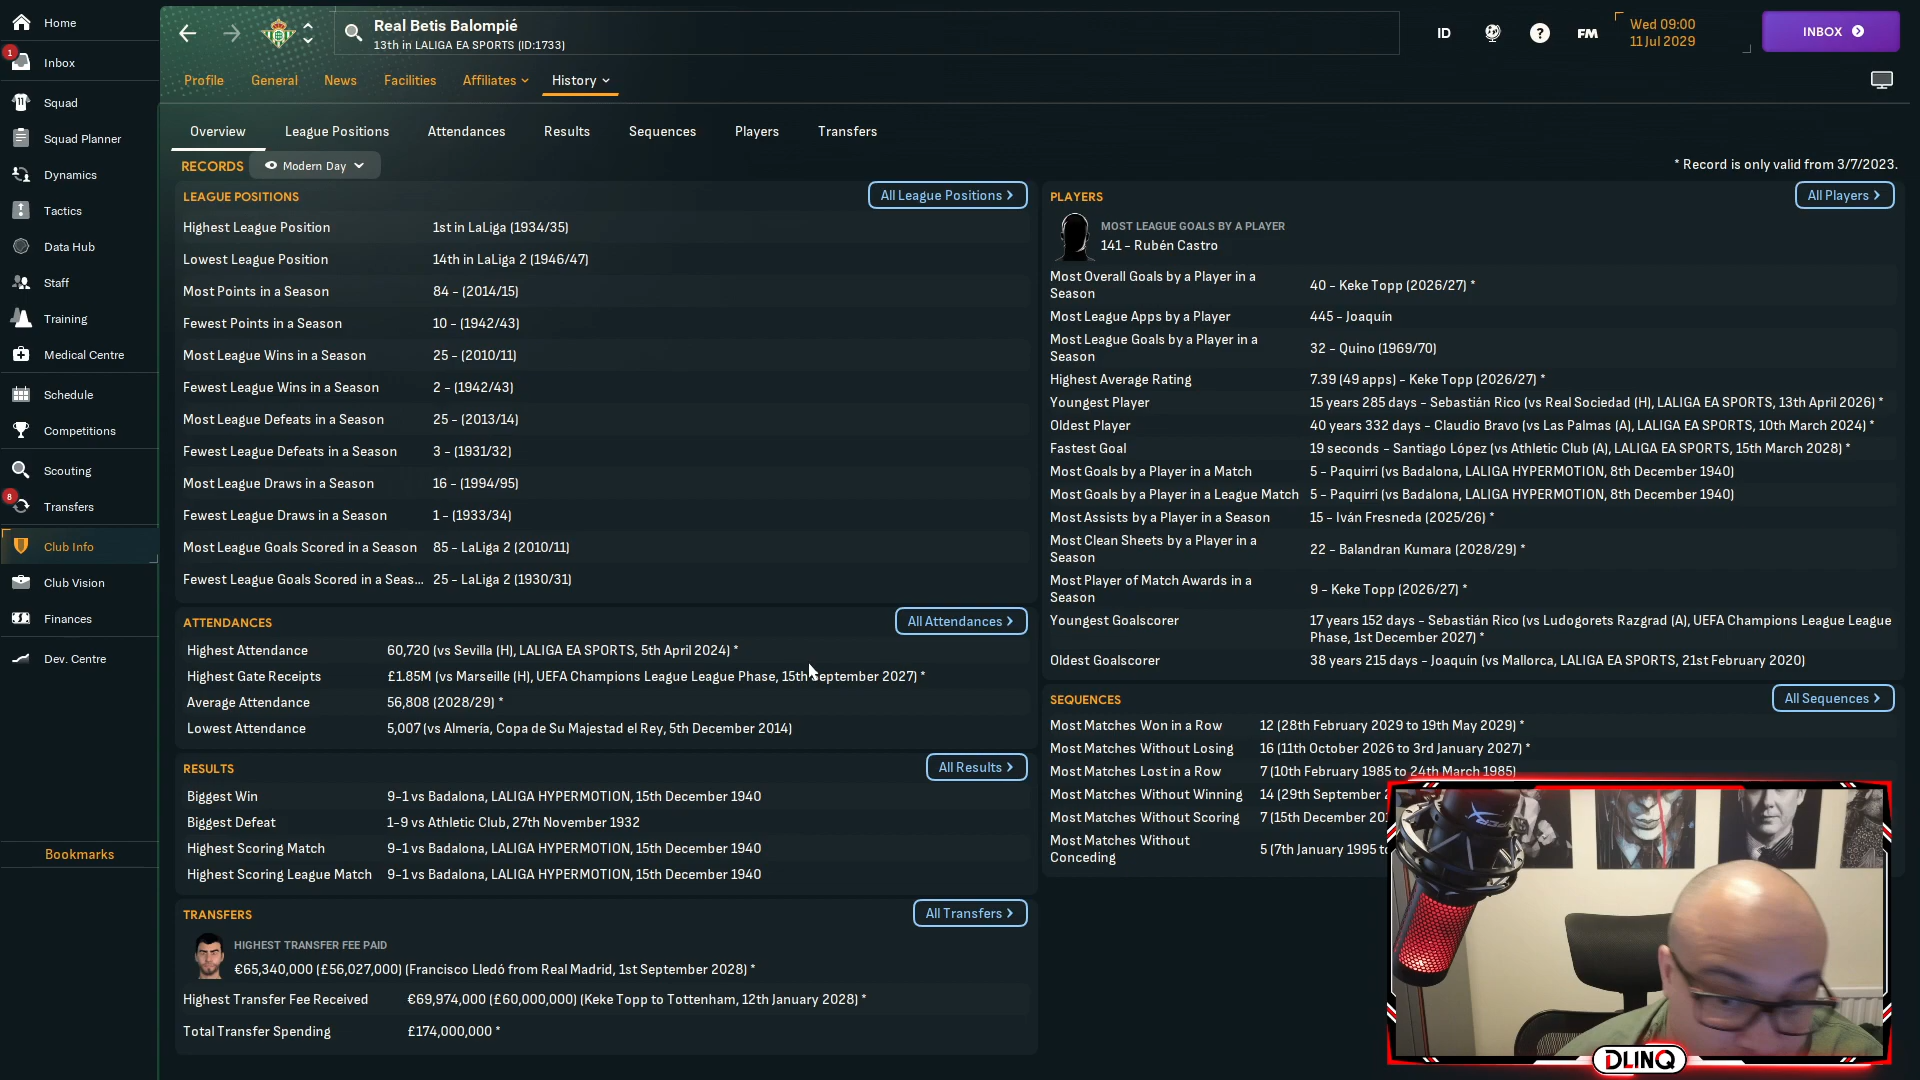 Home
Inbox
1
Squad
Squad Planner
Dynamics
Tactics
Data Hub
Staff
Training
Medical Centre
Schedule
Competitions
Scouting
8
Transfers
Club Info
Club Vision
Finances
Dev. Centre
Bookmarks
Real Betis Balompié
13th in LALIGA EA SPORTS (ID:1733)
ID
?
FM
Wed 09:00
11 Jul 2029
INBOX
Profile
General
News
Facilities
Affiliates
History
Overview
League Positions
Attendances
Results
Sequences
Players
Transfers
RECORDS
Modern Day
* Record is only valid from 3/7/2023.
LEAGUE POSITIONS
All League Positions
Highest League Position 1st in LaLiga (1934/35)
Lowest League Position 14th in LaLiga 2 (1946/47)
Most Points in a Season 84 - (2014/15)
Fewest Points in a Season 10 - (1942/43)
Most League Wins in a Season 25 - (2010/11)
Fewest League Wins in a Season 2 - (1942/43)
Most League Defeats in a Season 25 - (2013/14)
Fewest League Defeats in a Season 3 - (1931/32)
Most League Draws in a Season 16 - (1994/95)
Fewest League Draws in a Season 1 - (1933/34)
Most League Goals Scored in a Season 85 - LaLiga 2 (2010/11)
Fewest League Goals Scored in a Seas... 25 - LaLiga 2 (1930/31)
ATTENDANCES
All Attendances
Highest Attendance 60,720 (vs Sevilla (H), LALIGA EA SPORTS, 5th April 2024) *
Highest Gate Receipts £1.85M (vs Marseille (H), UEFA Champions League League Phase, 15th September 2027) *
Average Attendance 56,808 (2028/29) *
Lowest Attendance 5,007 (vs Almería, Copa de Su Majestad el Rey, 5th December 2014)
RESULTS
All Results
Biggest Win 9-1 vs Badalona, LALIGA HYPERMOTION, 15th December 1940
Biggest Defeat 1-9 vs Athletic Club, 27th November 1932
Highest Scoring Match 9-1 vs Badalona, LALIGA HYPERMOTION, 15th December 1940
Highest Scoring League Match 9-1 vs Badalona, LALIGA HYPERMOTION, 15th December 1940
TRANSFERS
All Transfers
HIGHEST TRANSFER FEE PAID
€65,340,000 (£56,027,000) (Francisco Lledó from Real Madrid, 1st September 2028) *
Highest Transfer Fee Received €69,974,000 (£60,000,000) (Keke Topp to Tottenham, 12th January 2028) *
Total Transfer Spending £174,000,000 *
PLAYERS
All Players
MOST LEAGUE GOALS BY A PLAYER
141 - Rubén Castro
Most Overall Goals by a Player in a
Season
40 - Keke Topp (2026/27) *
Most League Apps by a Player 445 - Joaquín
Most League Goals by a Player in a
Season
32 - Quino (1969/70)
Highest Average Rating 7.39 (49 apps) - Keke Topp (2026/27) *
Youngest Player 15 years 285 days - Sebastián Rico (vs Real Sociedad (H), LALIGA EA SPORTS, 13th April 2026) *
Oldest Player 40 years 332 days - Claudio Bravo (vs Las Palmas (A), LALIGA EA SPORTS, 10th March 2024) *
Fastest Goal 19 seconds - Santiago López (vs Athletic Club (A), LALIGA EA SPORTS, 15th March 2028) *
Most Goals by a Player in a Match 5 - Paquirri (vs Badalona, LALIGA HYPERMOTION, 8th December 1940)
Most Goals by a Player in a League Match 5 - Paquirri (vs Badalona, LALIGA HYPERMOTION, 8th December 1940)
Most Assists by a Player in a Season 15 - Iván Fresneda (2025/26) *
Most Clean Sheets by a Player in a
Season
22 - Balandran Kumara (2028/29) *
Most Player of Match Awards in a
Season
9 - Keke Topp (2026/27) *
Youngest Goalscorer 17 years 152 days - Sebastián Rico (vs Ludogorets Razgrad (A), UEFA Champions League League
Phase, 1st December 2027) *
Oldest Goalscorer 38 years 215 days - Joaquín (vs Mallorca, LALIGA EA SPORTS, 21st February 2020)
SEQUENCES
All Sequences
Most Matches Won in a Row 12 (28th February 2029 to 19th May 2029) *
Most Matches Without Losing 16 (11th October 2026 to 3rd January 2027) *
Most Matches Lost in a Row 7 (10th February 1985 to 24th March 1985)
Most Matches Without Winning 14 (29th September 2
Most Matches Without Scoring 7 (15th December 20
Most Matches Without
Conceding
5 (7th January 1995 to
DLINQ